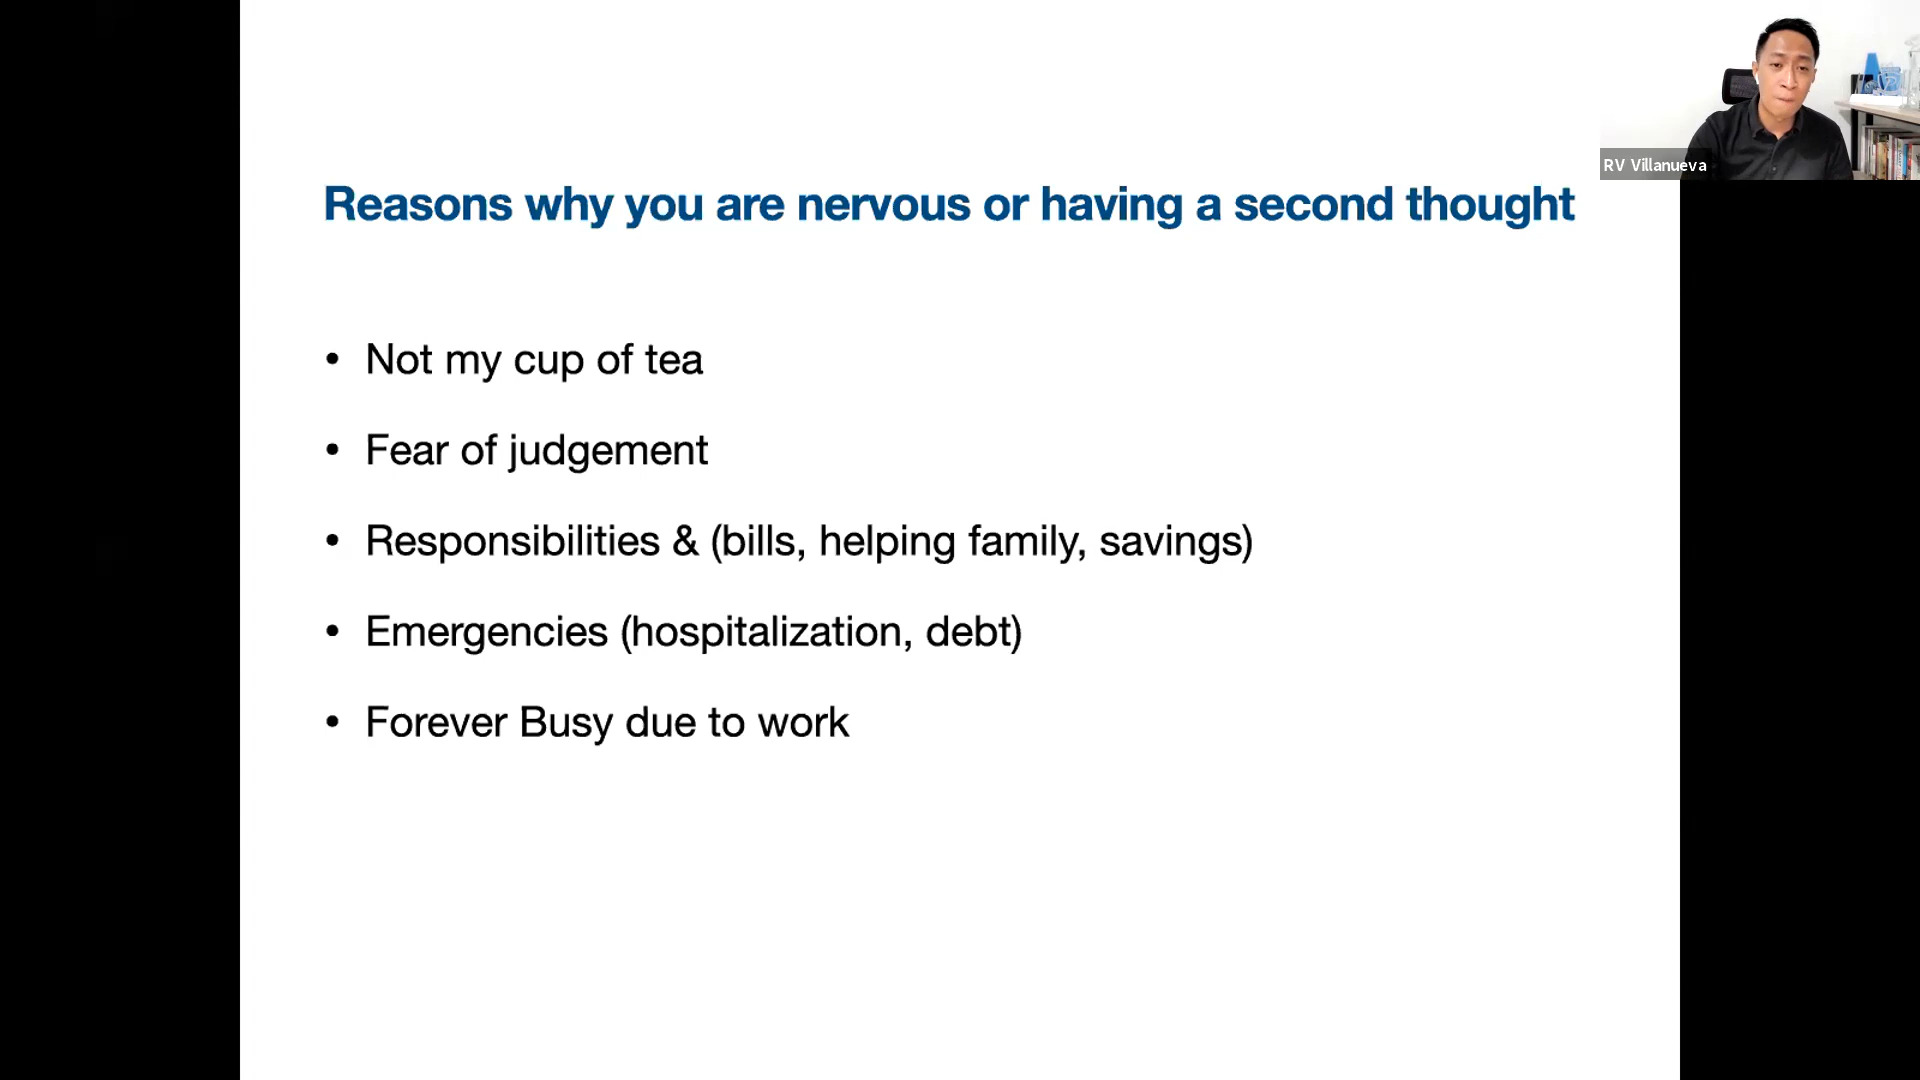 Reasons why you are nervous or having a second thought
• Not my cup of tea
• Fear of judgement
• Responsibilities & (bills, helping family, savings)
• Emergencies (hospitalization, debt)
• Forever Busy due to work
RV Villanueva